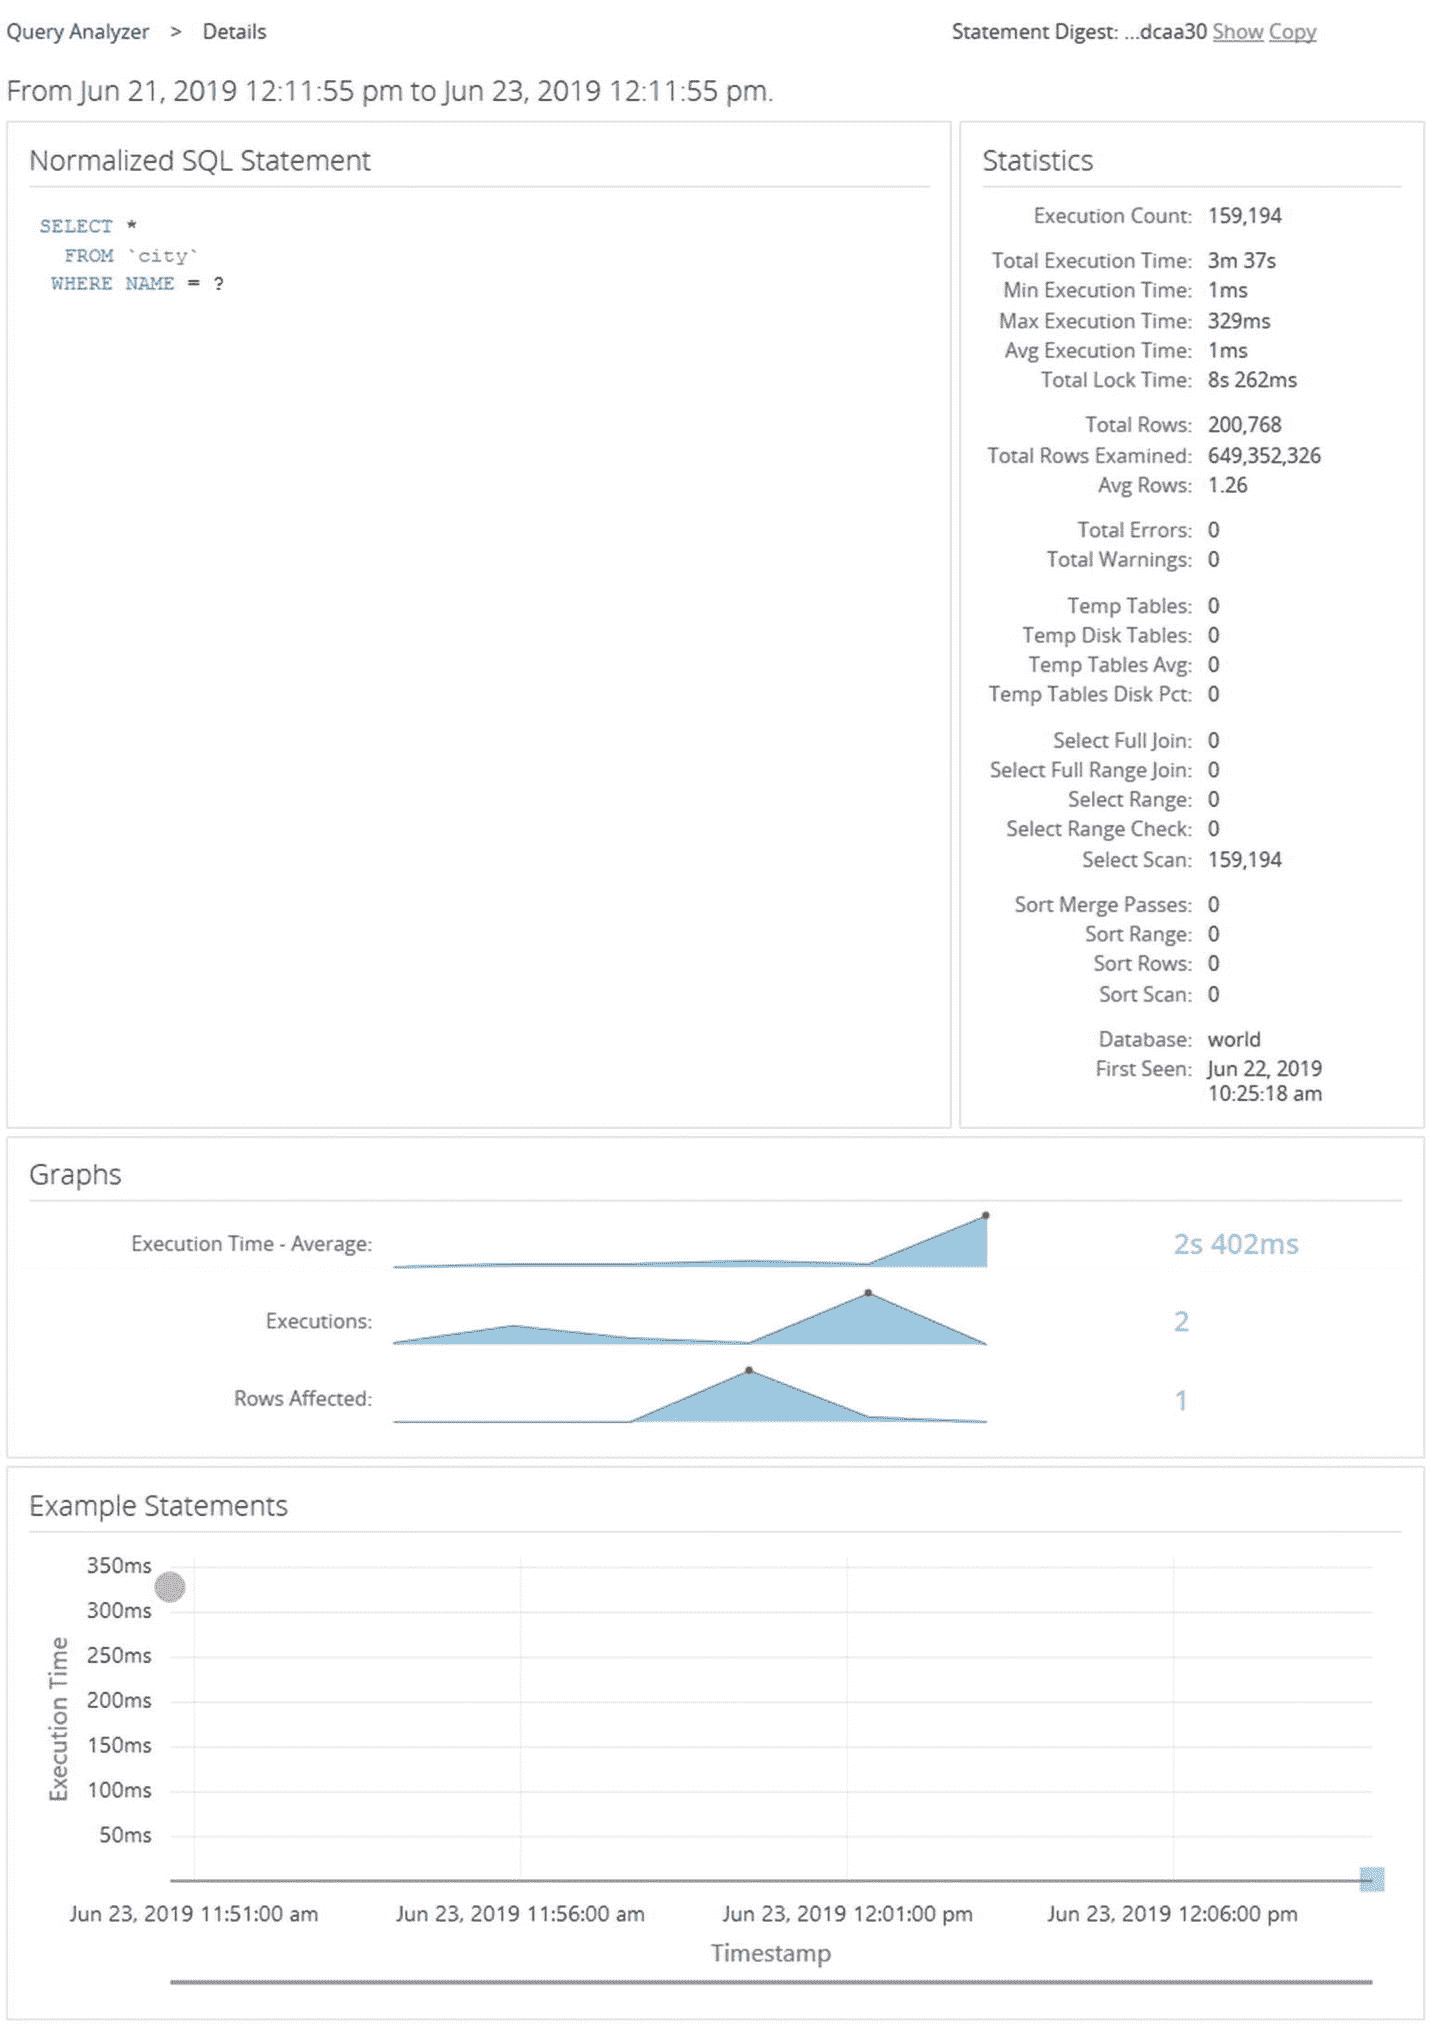 Query Analyzer > Details
Statement Digest: ...dcaa30 Show Copy
From Jun 21, 2019 12:11:55 pm to Jun 23, 2019 12:11:55 pm.
Normalized SQL Statement
SELECT *
FROM `city`
WHERE NAME = ?
Statistics
Execution Count: 159,194
Total Execution Time: 3m 37s
Min Execution Time: 1ms
Max Execution Time: 329ms
Avg Execution Time: 1ms
Total Lock Time: 8s 262ms
Total Rows: 200,768
Total Rows Examined: 649,352,326
Avg Rows: 1.26
Total Errors: 0
Total Warnings: 0
Temp Tables: 0
Temp Disk Tables: 0
Temp Tables Avg: 0
Temp Tables Disk Pct: 0
Select Full Join: 0
Select Full Range Join: 0
Select Range: 0
Select Range Check: 0
Select Scan: 159,194
Sort Merge Passes: 0
Sort Range: 0
Sort Rows: 0
Sort Scan: 0
Database: world
First Seen: Jun 22, 2019
10:25:18 am
Graphs
Execution Time - Average: 2s 402ms
Executions: 2
Rows Affected: 1
Example Statements
350ms
300ms
250ms
200ms
150ms
100ms
50ms
Execution Time
Jun 23, 2019 11:51:00 am
Jun 23, 2019 11:56:00 am
Jun 23, 2019 12:01:00 pm
Jun 23, 2019 12:06:00 pm
Timestamp